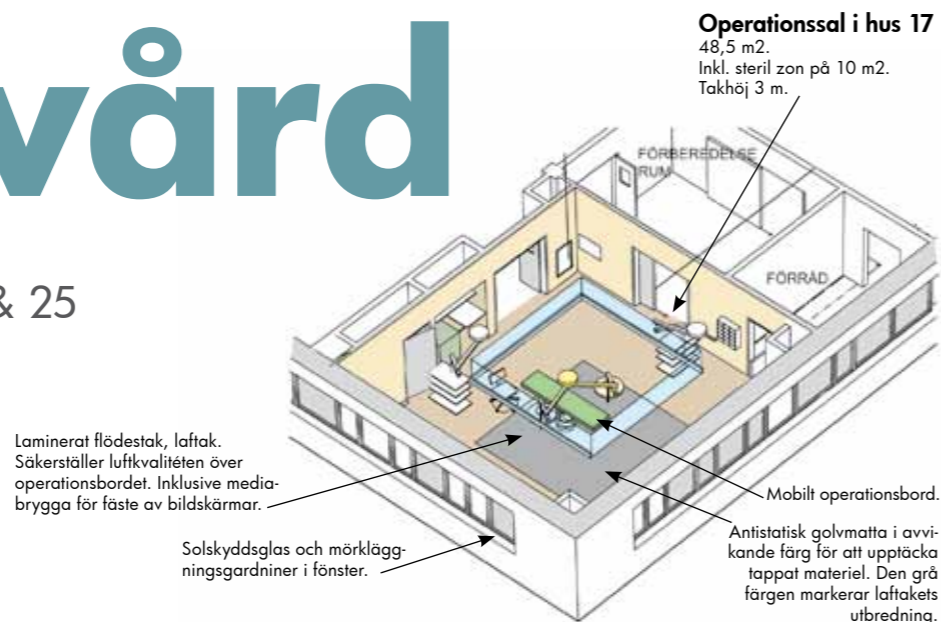 vård
& 25
Operationssal i hus 17
48,5 m2.
Inkl. steril zon på 10 m2.
Takhöj 3 m.
FÖRBEREDELSE
RUM
FÖRRÅD
Laminerat flödestak, laftak.
Säkerställer luftkvalitéten över
operationsbordet. Inklusive media-
brygga för fäste av bildskärmar.
Solskyddsglas och mörklägg-
ningsgardniner i fönster.
Mobilt operationsbord.
Antistatisk golvmatta i avvi-
kande färg för att upptäcka
tappat materiel. Den grå
färgen markerar laftakets
utbredning.